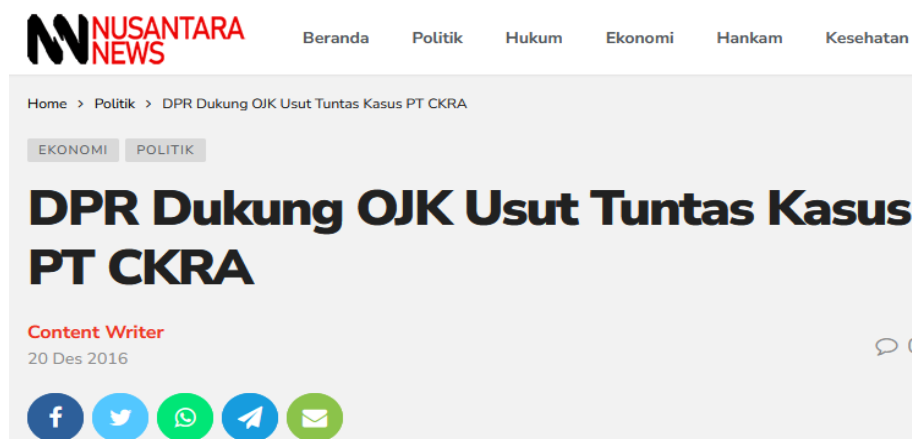 NUSANTARA
NEWS
Beranda Politik Hukum Ekonomi Hankam Kesehatan
Home > Politik > DPR Dukung OJK Usut Tuntas Kasus PT CKRA
EKONOMI POLITIK
DPR Dukung OJK Usut Tuntas Kasus
PT CKRA
Content Writer
20 Des 2016